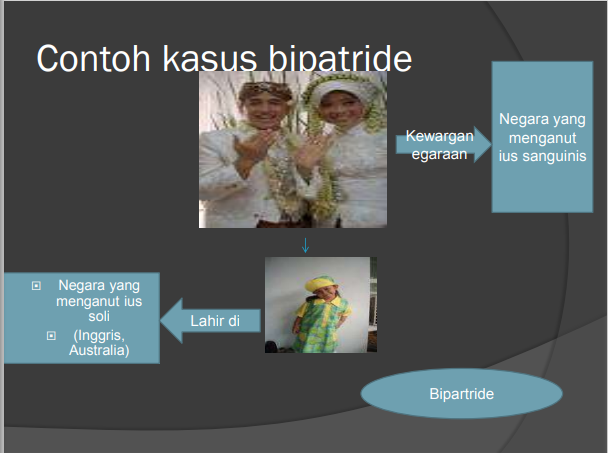 Contoh kasus bipatride
Kewargan
egaraan
Negara yang
menganut
ius sanguinis
Negara yang
menganut ius
soli
(Inggris,
Australia)
Lahir di
Bipartride